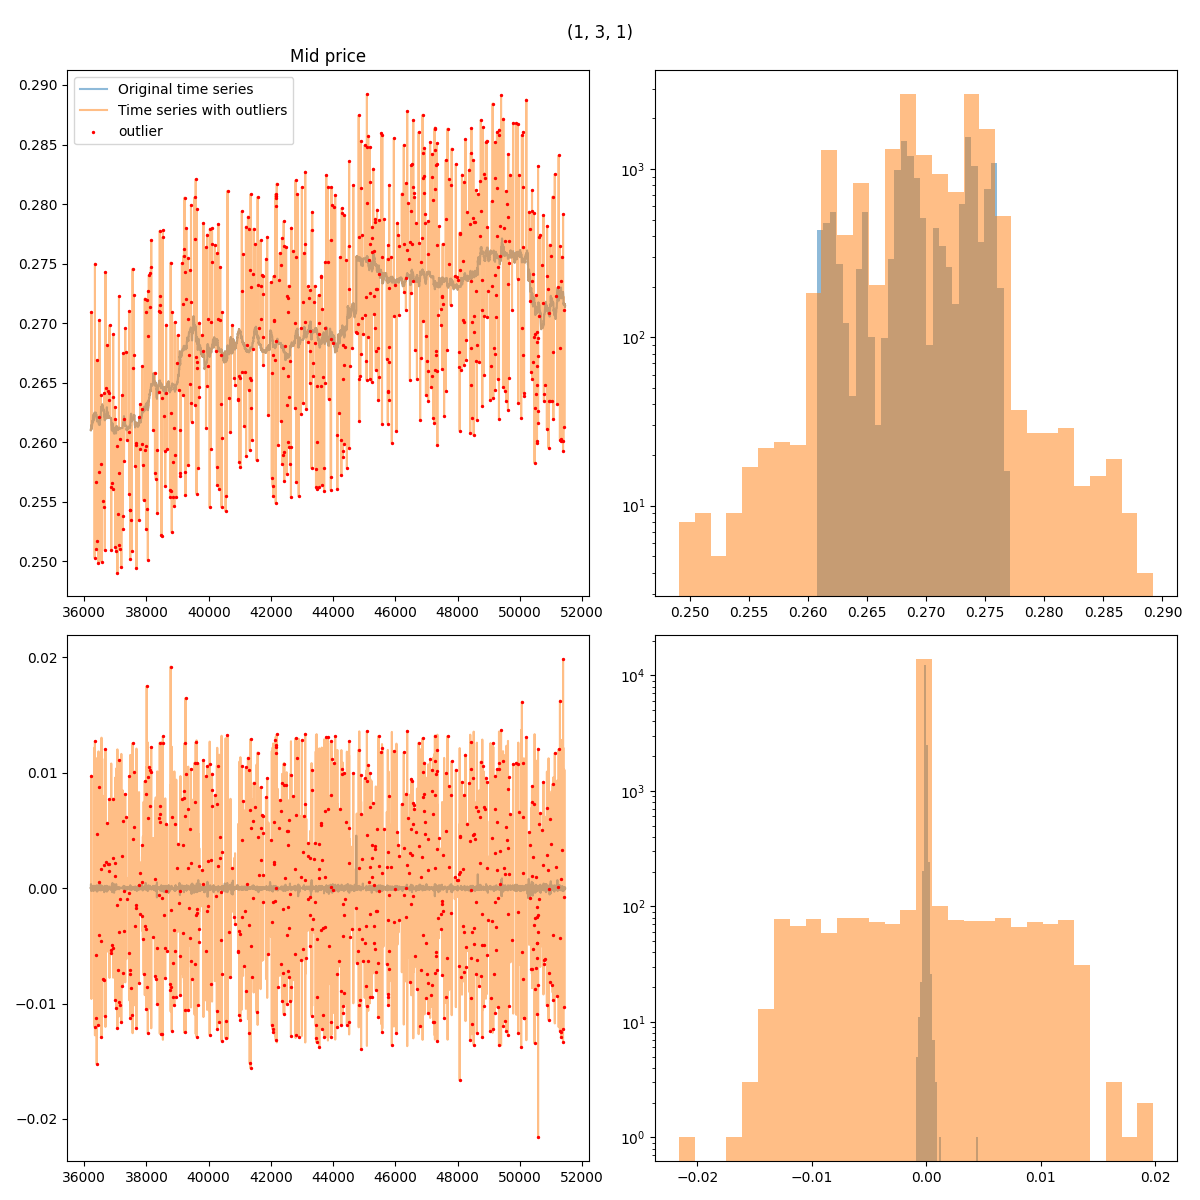 (1, 3, 1)
Mid price
Original time series
Time series with outliers
outlier
0.290
0.285
0.280
0.275
0.270
0.265
0.260
0.255
0.250
36000 38000 40000 42000 44000 46000 48000 50000 52000
10³
10²
10¹
0.250 0.255 0.260 0.265 0.270 0.275 0.280 0.285 0.290
0.02
0.01
0.00
−0.01
−0.02
36000 38000 40000 42000 44000 46000 48000 50000 52000
10⁴
10³
10²
10¹
10⁰
−0.02 −0.01 0.00 0.01 0.02